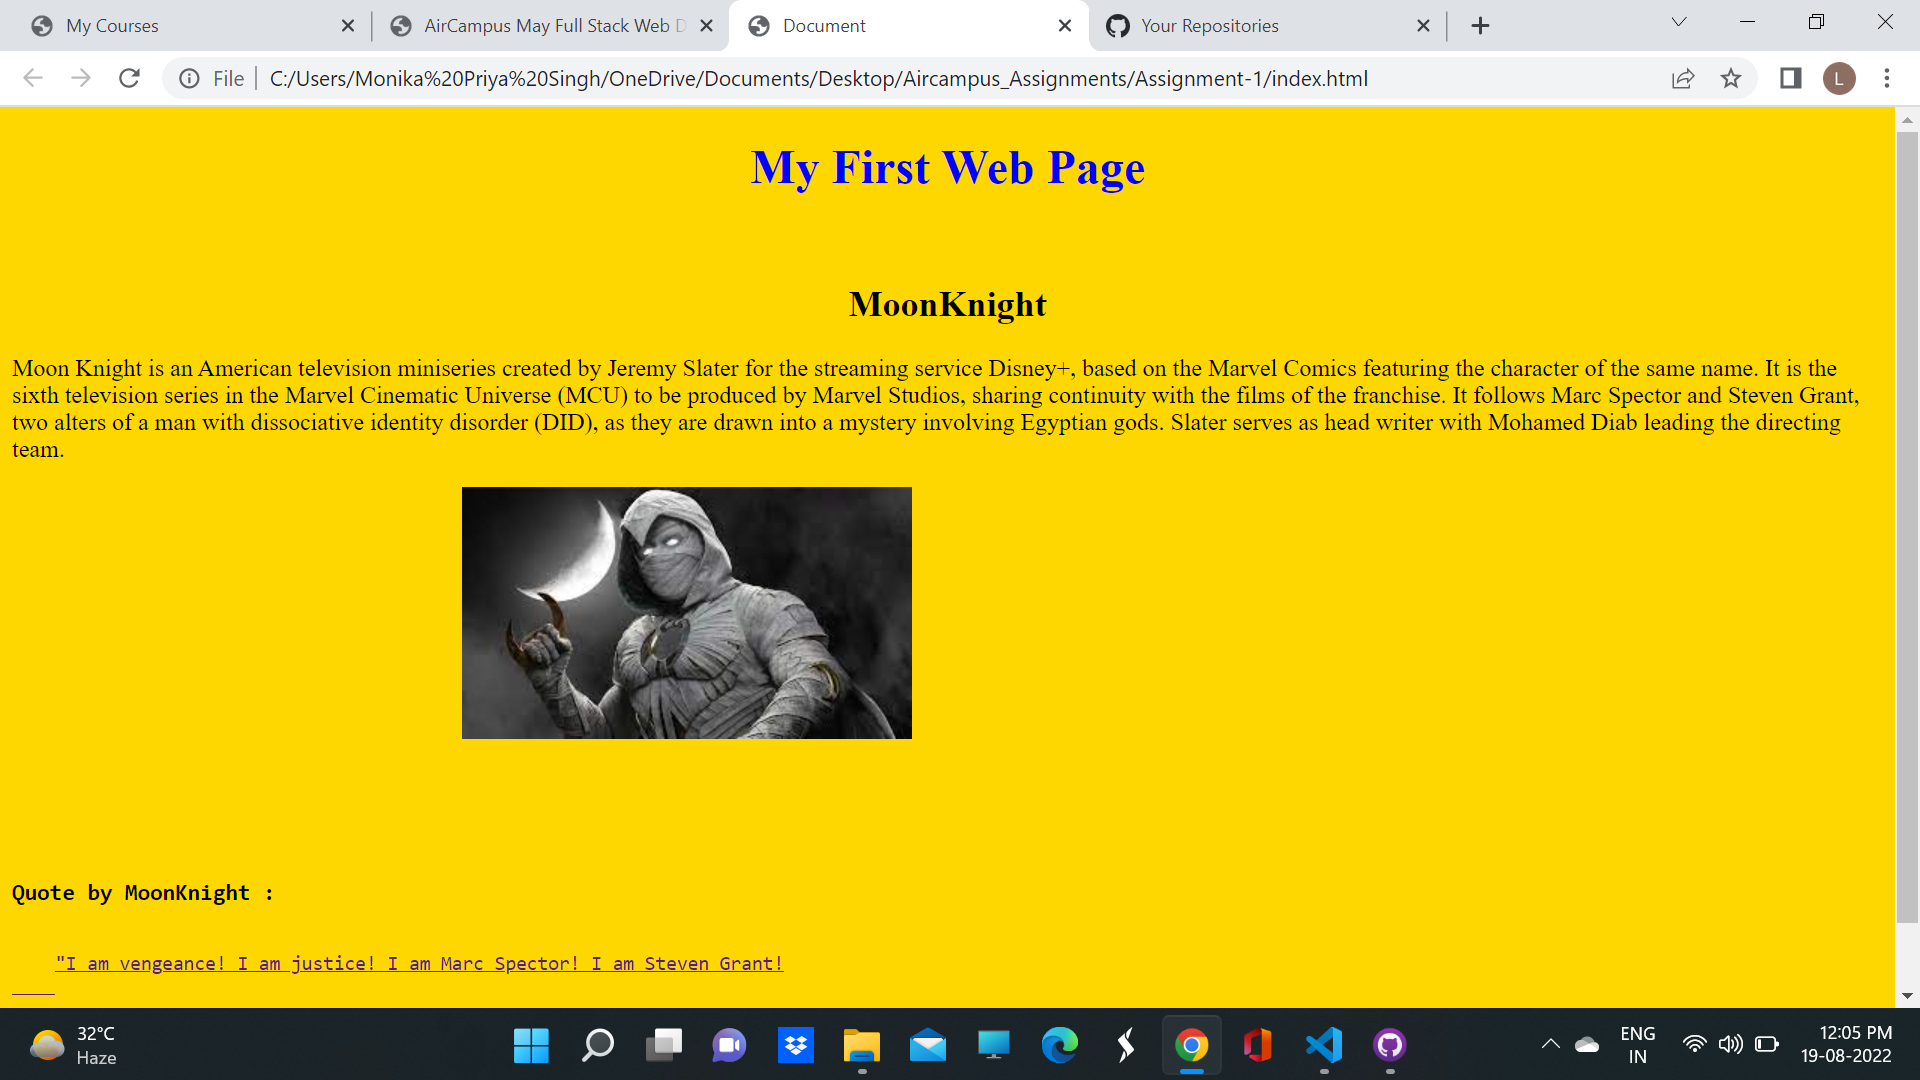 My Courses
AirCampus May Full Stack Web D
Document
Your Repositories
File
C:/Users/Monika%20Priya%20Singh/OneDrive/Documents/Desktop/Aircampus_Assignments/Assignment-1/index.html
L
My First Web Page
MoonKnight
Moon Knight is an American television miniseries created by Jeremy Slater for the streaming service Disney+, based on the Marvel Comics featuring the character of the same name. It is the
sixth television series in the Marvel Cinematic Universe (MCU) to be produced by Marvel Studios, sharing continuity with the films of the franchise. It follows Marc Spector and Steven Grant,
two alters of a man with dissociative identity disorder (DID), as they are drawn into a mystery involving Egyptian gods. Slater serves as head writer with Mohamed Diab leading the directing
team.
Quote by MoonKnight :
"I am vengeance! I am justice! I am Marc Spector! I am Steven Grant!
32°C
Haze
ENG
IN
12:05 PM
19-08-2022